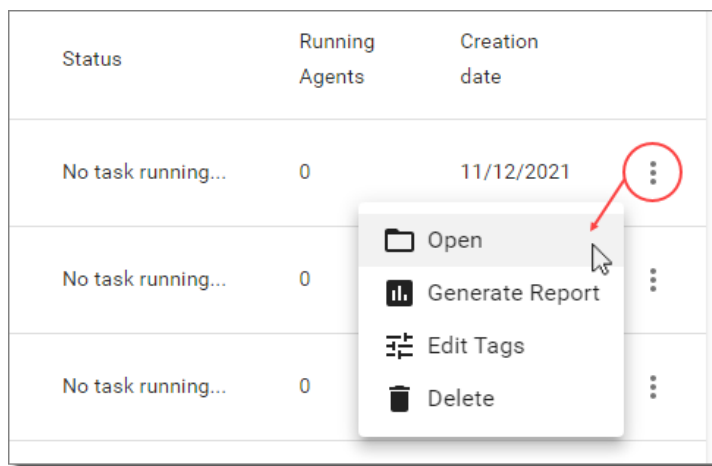 Status
Running
Agents
Creation
date
No task running...
0
11/12/2021
Open
No task running...
0
Generate Report
Edit Tags
No task running...
0
Delete